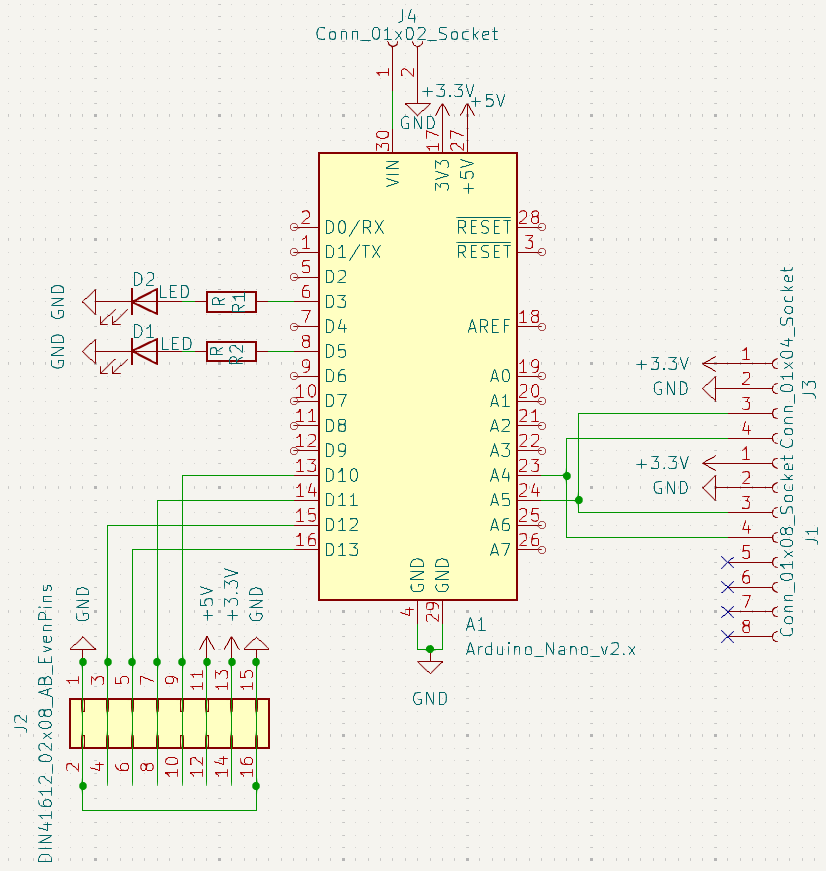 J4
Conn_01x02_Socket
1
2
+3.3V
+5V
GND
30
17
27
VIN
3V3
+5V
2
D0/RX
RESET
28
1
D1/TX
RESET
3
5
D2
D2
LED
R
R1
GND
6
D3
7
D4
AREF
18
D1
LED
R
R2
GND
8
D5
9
D6
A0
19
10
D7
A1
20
11
D8
A2
21
12
D9
A3
22
13
D10
A4
23
14
D11
A5
24
15
D12
A6
25
16
D13
A7
26
GND
GND
4
29
A1
Arduino_Nano_v2.x
GND
+3.3V
1
GND
2
3
4
Conn_01x04_Socket
J3
+3.3V
1
GND
2
3
4
5
6
7
8
Conn_01x08_Socket
J1
GND
+5V
+3.3V
GND
1
3
5
7
9
11
13
15
2
4
6
8
10
12
14
16
J2
DIN41612_02x08_AB_EvenPins